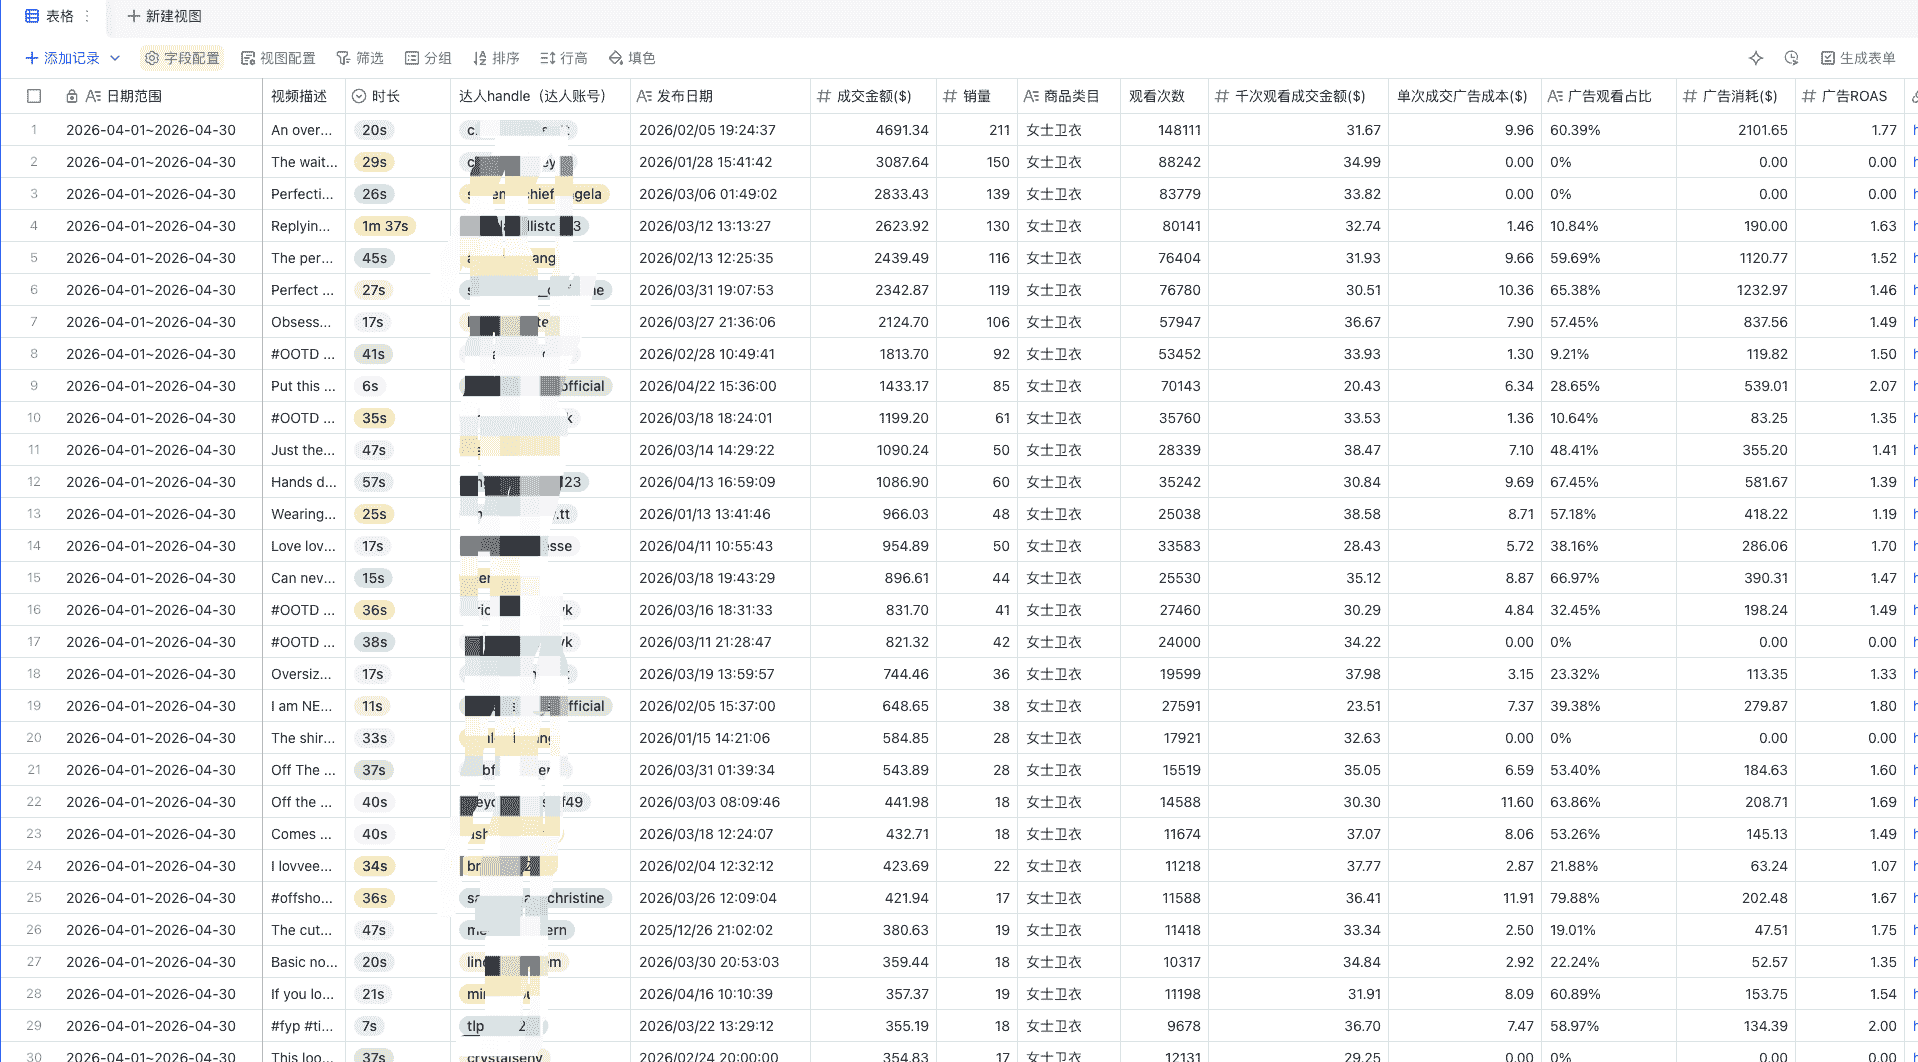 表格
新建视图
添加记录 字段配置 视图配置 筛选 分组 排序 行高 填色 生成表单
日期范围 视频描述 时长 达人handle（达人账号） 发布日期 成交金额($) 销量 商品类目 观看次数 千次观看成交金额($) 单次成交广告成本($) 广告观看占比 广告消耗($) 广告ROAS
1 2026-04-01~2026-04-30 An over... 20s 2026/02/05 19:24:37 4691.34 211 女士卫衣 148111 31.67 9.96 60.39% 2101.65 1.77
2 2026-04-01~2026-04-30 The wait... 29s 2026/01/28 15:41:42 3087.64 150 女士卫衣 88242 34.99 0.00 0% 0.00 0.00
3 2026-04-01~2026-04-30 Perfecti... 26s 2026/03/06 01:49:02 2833.43 139 女士卫衣 83779 33.82 0.00 0% 0.00 0.00
4 2026-04-01~2026-04-30 Replyin... 1m 37s 2026/03/12 13:13:27 2623.92 130 女士卫衣 80141 32.74 1.46 10.84% 190.00 1.63
5 2026-04-01~2026-04-30 The per... 45s 2026/02/13 12:25:35 2439.49 116 女士卫衣 76404 31.93 9.66 59.69% 1120.77 1.52
6 2026-04-01~2026-04-30 Perfect ... 27s 2026/03/31 19:07:53 2342.87 119 女士卫衣 76780 30.51 10.36 65.38% 1232.97 1.46
7 2026-04-01~2026-04-30 Obsess... 17s 2026/03/27 21:36:06 2124.70 106 女士卫衣 57947 36.67 7.90 57.45% 837.56 1.49
8 2026-04-01~2026-04-30 #OOTD ... 41s 2026/02/28 10:49:41 1813.70 92 女士卫衣 53452 33.93 1.30 9.21% 119.82 1.50
9 2026-04-01~2026-04-30 Put this ... 6s official 2026/04/22 15:36:00 1433.17 85 女士卫衣 70143 20.43 6.34 28.65% 539.01 2.07
10 2026-04-01~2026-04-30 #OOTD ... 35s 2026/03/18 18:24:01 1199.20 61 女士卫衣 35760 33.53 1.36 10.64% 83.25 1.35
11 2026-04-01~2026-04-30 Just the... 47s 2026/03/14 14:29:22 1090.24 50 女士卫衣 28339 38.47 7.10 48.41% 355.20 1.41
12 2026-04-01~2026-04-30 Hands d... 57s 2026/04/13 16:59:09 1086.90 60 女士卫衣 35242 30.84 9.69 67.45% 581.67 1.39
13 2026-04-01~2026-04-30 Wearing... 25s 2026/01/13 13:41:46 966.03 48 女士卫衣 25038 38.58 8.71 57.18% 418.22 1.19
14 2026-04-01~2026-04-30 Love lov... 17s 2026/04/11 10:55:43 954.89 50 女士卫衣 33583 28.43 5.72 38.16% 286.06 1.70
15 2026-04-01~2026-04-30 Can nev... 15s 2026/03/18 19:43:29 896.61 44 女士卫衣 25530 35.12 8.87 66.97% 390.31 1.47
16 2026-04-01~2026-04-30 #OOTD ... 36s 2026/03/16 18:31:33 831.70 41 女士卫衣 27460 30.29 4.84 32.45% 198.24 1.49
17 2026-04-01~2026-04-30 #OOTD ... 38s 2026/03/11 21:28:47 821.32 42 女士卫衣 24000 34.22 0.00 0% 0.00 0.00
18 2026-04-01~2026-04-30 Oversiz... 17s 2026/03/19 13:59:57 744.46 36 女士卫衣 19599 37.98 3.15 23.32% 113.35 1.33
19 2026-04-01~2026-04-30 I am NE... 11s 2026/02/05 15:37:00 648.65 38 女士卫衣 27591 23.51 7.37 39.38% 279.87 1.80
20 2026-04-01~2026-04-30 The shir... 33s 2026/01/15 14:21:06 584.85 28 女士卫衣 17921 32.63 0.00 0% 0.00 0.00
21 2026-04-01~2026-04-30 Off The ... 37s 2026/03/31 01:39:34 543.89 28 女士卫衣 15519 35.05 6.59 53.40% 184.63 1.60
22 2026-04-01~2026-04-30 Off the ... 40s 2026/03/03 08:09:46 441.98 18 女士卫衣 14588 30.30 11.60 63.86% 208.71 1.69
23 2026-04-01~2026-04-30 Comes ... 40s 2026/03/18 12:24:07 432.71 18 女士卫衣 11674 37.07 8.06 53.26% 145.13 1.49
24 2026-04-01~2026-04-30 I lovvee... 34s 2026/02/04 12:32:12 423.69 22 女士卫衣 11218 37.77 2.87 21.88% 63.24 1.07
25 2026-04-01~2026-04-30 #offsho... 36s christine 2026/03/26 12:09:04 421.94 17 女士卫衣 11588 36.41 11.91 79.88% 202.48 1.67
26 2026-04-01~2026-04-30 The cut... 47s 2025/12/26 21:02:02 380.63 19 女士卫衣 11418 33.34 2.50 19.01% 47.51 1.75
27 2026-04-01~2026-04-30 Basic no... 20s 2026/03/30 20:53:03 359.44 18 女士卫衣 10317 34.84 2.92 22.24% 52.57 1.35
28 2026-04-01~2026-04-30 If you lo... 21s 2026/04/16 10:10:39 357.37 19 女士卫衣 11198 31.91 8.09 60.89% 153.75 1.54
29 2026-04-01~2026-04-30 #fyp #ti... 7s 2026/03/22 13:29:12 355.19 18 女士卫衣 9678 36.70 7.47 58.97% 134.39 2.00
30 2026-04-01~2026-04-30 This loo... 37s 2026/02/24 20:00:00 354.83 17 女士卫衣 12131 29.25 0.00 0% 0.00 0.00